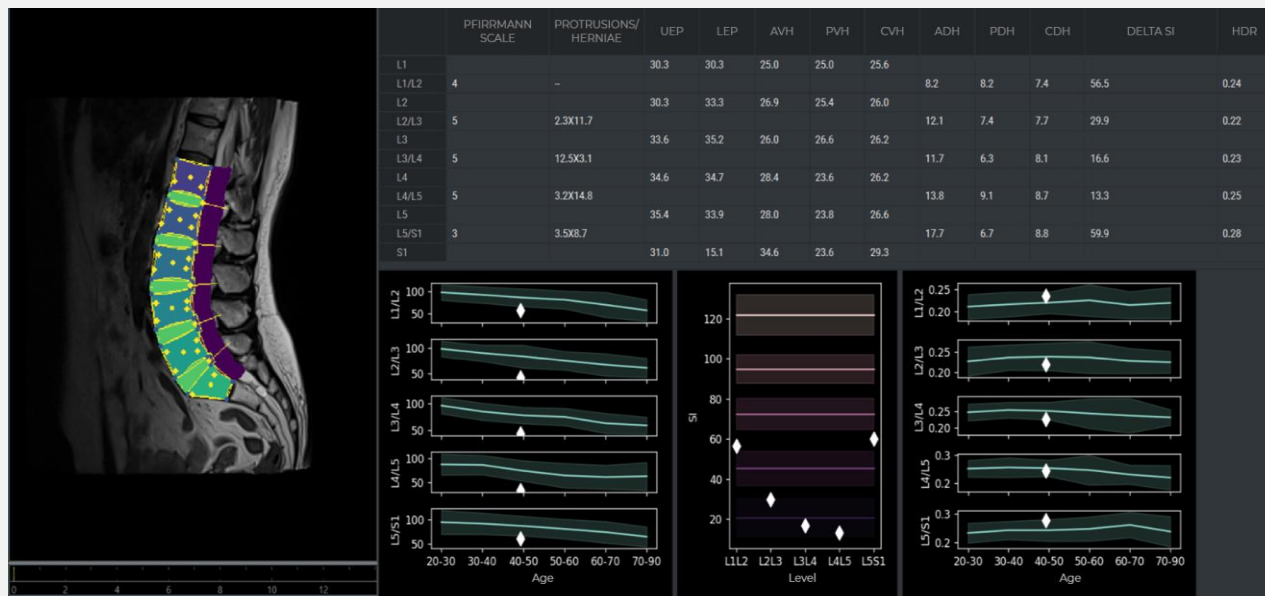 PFIRRMANN SCALE PROTRUSIONS/ HERNIAE UEP LEP AVH PVH CVH ADH PDH CDH DELTA SI HDR
L1 30.3 30.3 25.0 25.0 25.6
L1/L2 4 – 8.2 8.2 7.4 56.5 0.24
L2 30.3 33.3 26.9 25.4 26.0
L2/L3 5 2.3X11.7 12.1 7.4 7.7 29.9 0.22
L3 33.6 35.2 26.0 26.6 26.2
L3/L4 5 12.5X3.1 11.7 6.3 8.1 16.6 0.23
L4 34.6 34.7 28.4 23.6 26.2
L4/L5 5 3.2X14.8 13.8 9.1 8.7 13.3 0.25
L5 35.4 33.9 28.0 23.8 26.6
L5/S1 3 3.5X8.7 17.7 6.7 8.8 59.9 0.28
S1 31.0 15.1 34.6 23.6 29.3
L1/L2
100
50
L2/L3
100
50
L3/L4
100
50
L4/L5
100
50
L5/S1
100
50
20-30 30-40 40-50 50-60 60-70 70-90
Age
SI
120
100
80
60
40
20
L1L2 L2L3 L3L4 L4L5 L5S1
Level
L1/L2
0.25
0.20
L2/L3
0.25
0.20
L3/L4
0.25
0.20
L4/L5
0.3
0.2
L5/S1
0.3
0.2
20-30 30-40 40-50 50-60 60-70 70-90
Age
0 2 4 6 8 10 12